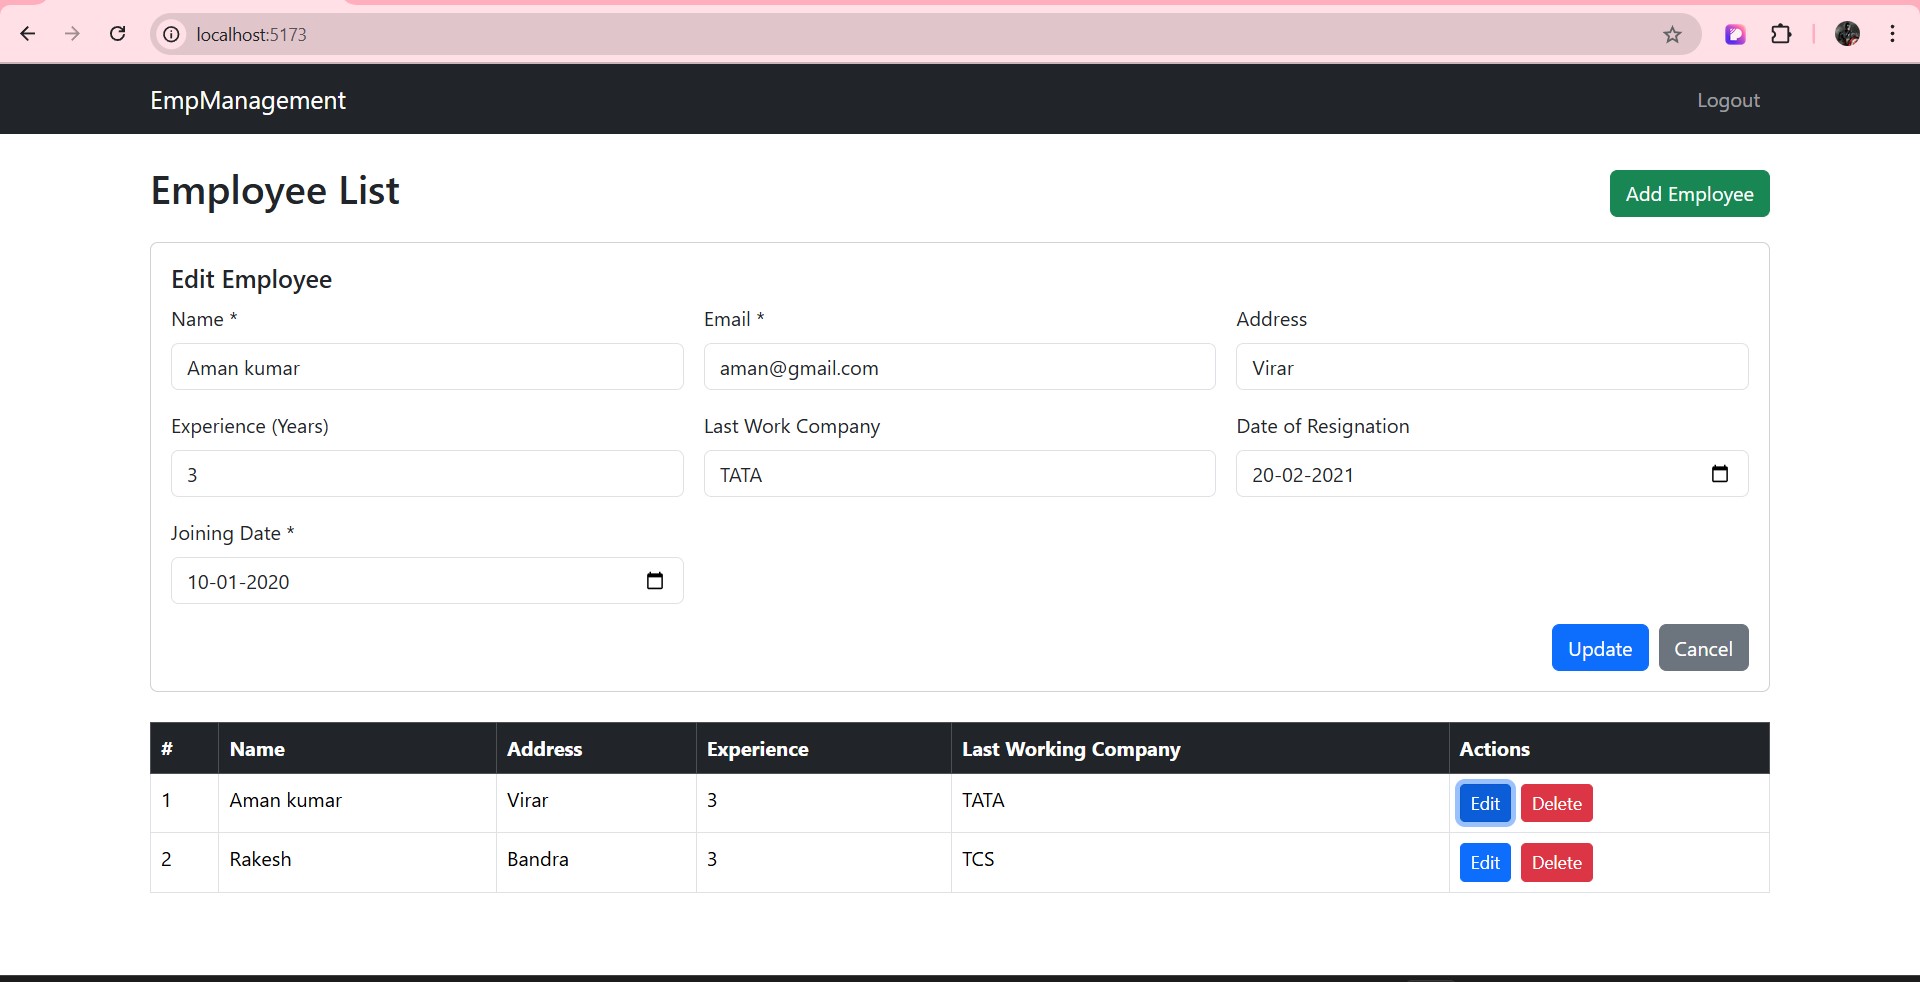 localhost:5173
EmpManagement Logout
Employee List Add Employee
Edit Employee
Name * Email * Address
Aman kumar aman@gmail.com Virar
Experience (Years) Last Work Company Date of Resignation
3 TATA 20-02-2021
Joining Date *
10-01-2020
Update Cancel
# Name Address Experience Last Working Company Actions
1 Aman kumar Virar 3 TATA Edit Delete
2 Rakesh Bandra 3 TCS Edit Delete